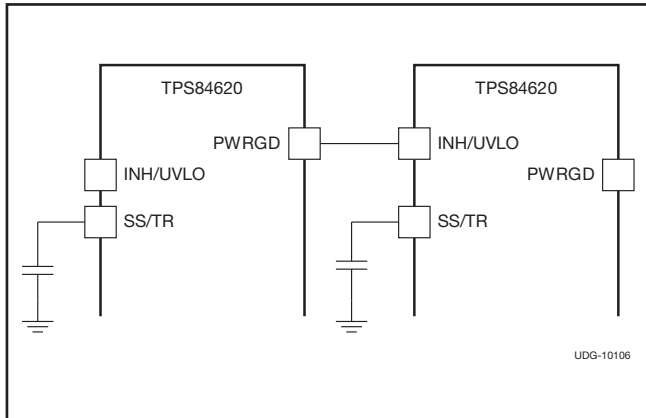 TPS84620
TPS84620
PWRGD
INH/UVLO
INH/UVLO
PWRGD
SS/TR
SS/TR
UDG-10106